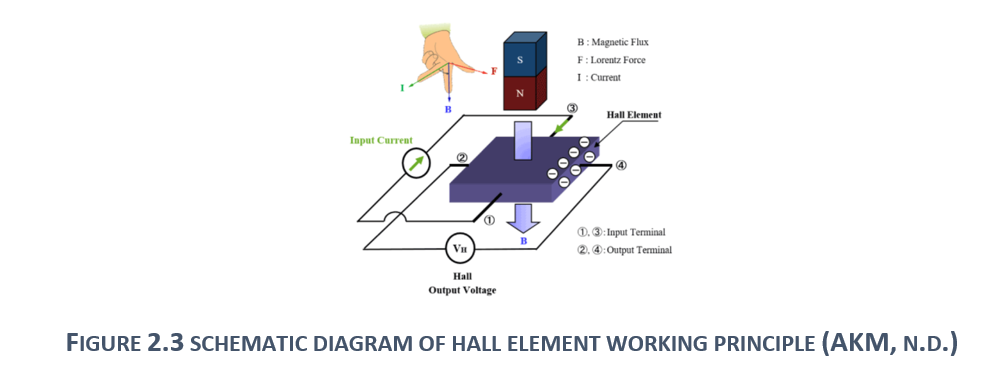 B : Magnetic Flux
F : Lorentz Force
I : Current
S
N
F
I
B
③
Hall Element
Input Current
②
④
①
B
①, ③: Input Terminal
②, ④: Output Terminal
VH
Hall
Output Voltage
FIGURE 2.3 SCHEMATIC DIAGRAM OF HALL ELEMENT WORKING PRINCIPLE (AKM, N.D.)